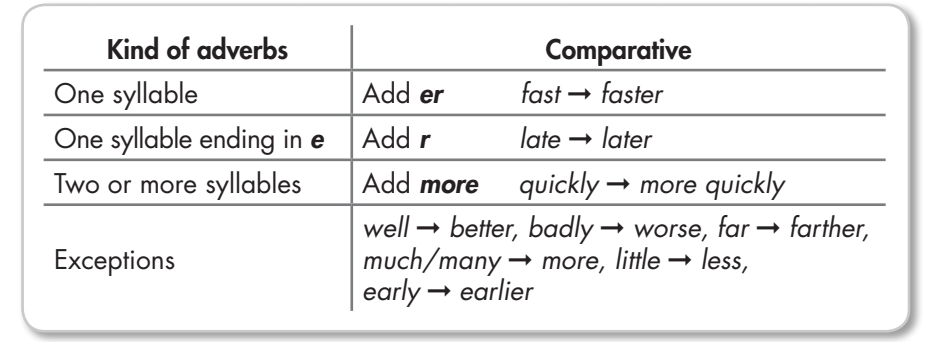 Kind of adverbs Comparative
One syllable Add er fast → faster
One syllable ending in e Add r late → later
Two or more syllables Add more quickly → more quickly
Exceptions
well → better, badly → worse, far → farther,
much/many → more, little → less,
early → earlier